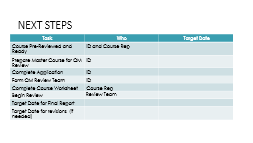 NEXT STEPS
Task Who Target Date
Course Pre-Reviewed and Ready ID and Course Rep
Prepare Master Course for QM Review ID
Complete Application ID
Form QM Review Team ID
Complete Course Worksheet Course Rep
Begin Review Review Team
Target Date for Final Report
Target Date for revisions (if needed)